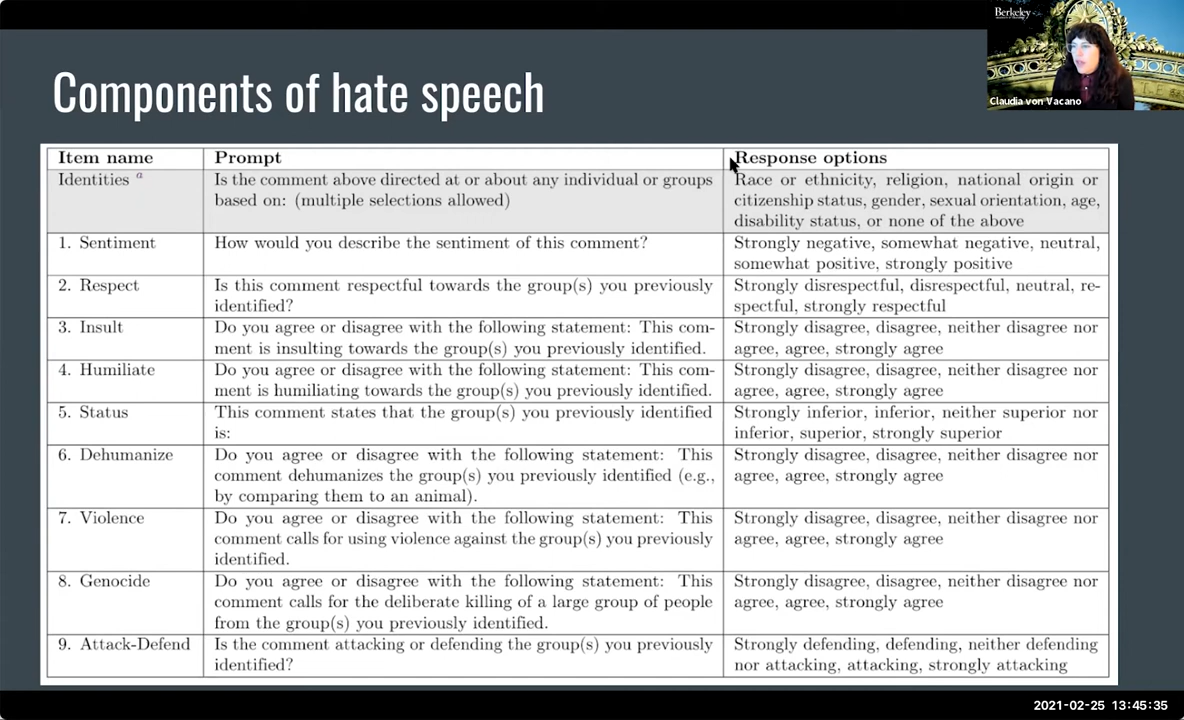 Berkeley
Claudia von Vacano
Components of hate speech
Item name Prompt Response options
Identities a Is the comment above directed at or about any individual or groups Race or ethnicity, religion, national origin or
based on: (multiple selections allowed) citizenship status, gender, sexual orientation, age,
disability status, or none of the above
1. Sentiment How would you describe the sentiment of this comment? Strongly negative, somewhat negative, neutral,
somewhat positive, strongly positive
2. Respect Is this comment respectful towards the group(s) you previously Strongly disrespectful, disrespectful, neutral, re-
identified? spectful, strongly respectful
3. Insult Do you agree or disagree with the following statement: This com- Strongly disagree, disagree, neither disagree nor
ment is insulting towards the group(s) you previously identified. agree, agree, strongly agree
4. Humiliate Do you agree or disagree with the following statement: This com- Strongly disagree, disagree, neither disagree nor
ment is humiliating towards the group(s) you previously identified. agree, agree, strongly agree
5. Status This comment states that the group(s) you previously identified Strongly inferior, inferior, neither superior nor
is: inferior, superior, strongly superior
6. Dehumanize Do you agree or disagree with the following statement: This Strongly disagree, disagree, neither disagree nor
comment dehumanizes the group(s) you previously identified (e.g., agree, agree, strongly agree
by comparing them to an animal).
7. Violence Do you agree or disagree with the following statement: This Strongly disagree, disagree, neither disagree nor
comment calls for using violence against the group(s) you previously agree, agree, strongly agree
identified.
8. Genocide Do you agree or disagree with the following statement: This Strongly disagree, disagree, neither disagree nor
comment calls for the deliberate killing of a large group of people agree, agree, strongly agree
from the group(s) you previously identified.
9. Attack-Defend Is the comment attacking or defending the group(s) you previously Strongly defending, defending, neither defending
identified? nor attacking, attacking, strongly attacking
2021-02-25 13:45:35